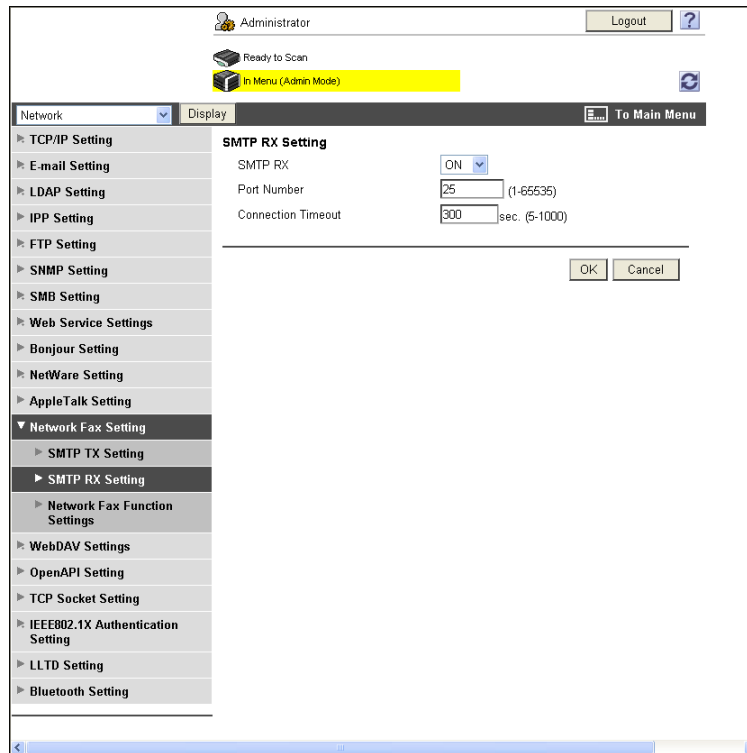 Administrator
Logout
?
Ready to Scan
In Menu (Admin Mode)
Network
Display
To Main Menu
TCP/IP Setting
E-mail Setting
LDAP Setting
IPP Setting
FTP Setting
SNMP Setting
SMB Setting
Web Service Settings
Bonjour Setting
NetWare Setting
AppleTalk Setting
Network Fax Setting
SMTP TX Setting
SMTP RX Setting
Network Fax Function
Settings
WebDAV Settings
OpenAPI Setting
TCP Socket Setting
IEEE802.1X Authentication
Setting
LLTD Setting
Bluetooth Setting
SMTP RX Setting
SMTP RX ON
Port Number 25 (1-65535)
Connection Timeout 300 sec. (5-1000)
OK Cancel